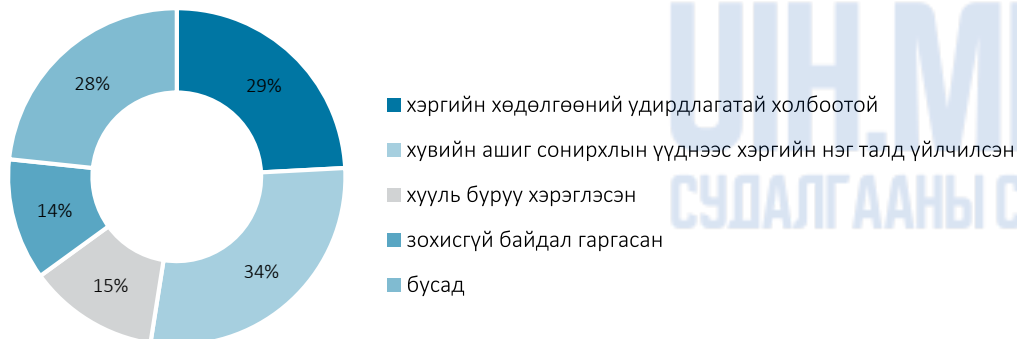 28%
29%
14%
15%
34%
хэргийн хөдөлгөөний удирдлагатай холбоотой
хувийн ашиг сонирхлын үүднээс хэргийн нэг талд үйлчилсэн
хууль буруу хэрэглэсэн
зохисгүй байдал гаргасан
бусад
СУДАЛГААНЫ